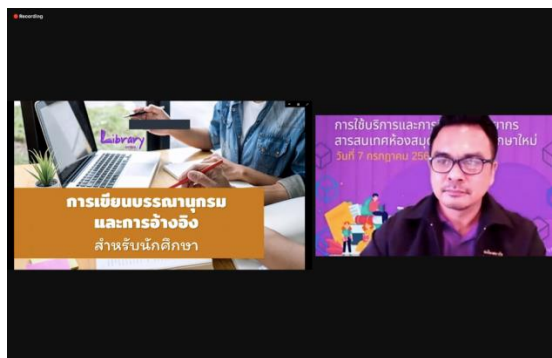 Recording
Library
การเขียนบรรณานุกรม
และการอ้างอิง
สำหรับนักศึกษา
การใช้บริการและการ
สารสนเทศห้องสมุด
วันที่ 7 กรกฎาคม